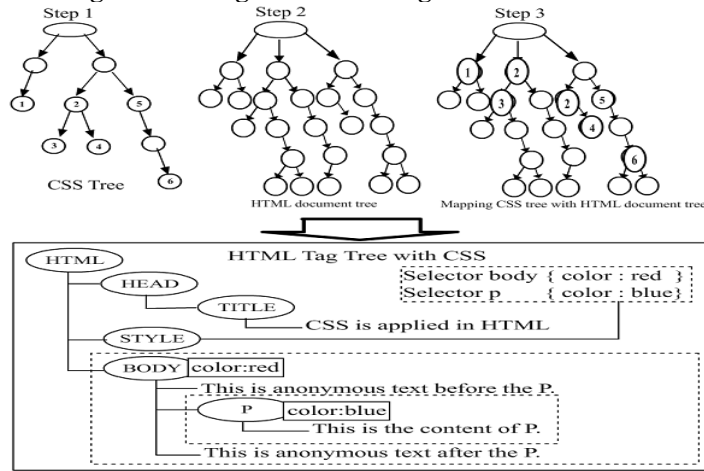 Step 1
Step 2
Step 3
1
2
5
3
4
6
CSS Tree
HTML document tree
1
2
3
2
5
4
6
Mapping CSS tree with HTML document tree
HTML Tag Tree with CSS
HTML
HEAD
TITLE
CSS is applied in HTML
Selector body { color : red }
Selector p { color : blue}
STYLE
BODY color:red
This is anonymous text before the P.
P color:blue
This is the content of P.
This is anonymous text after the P.